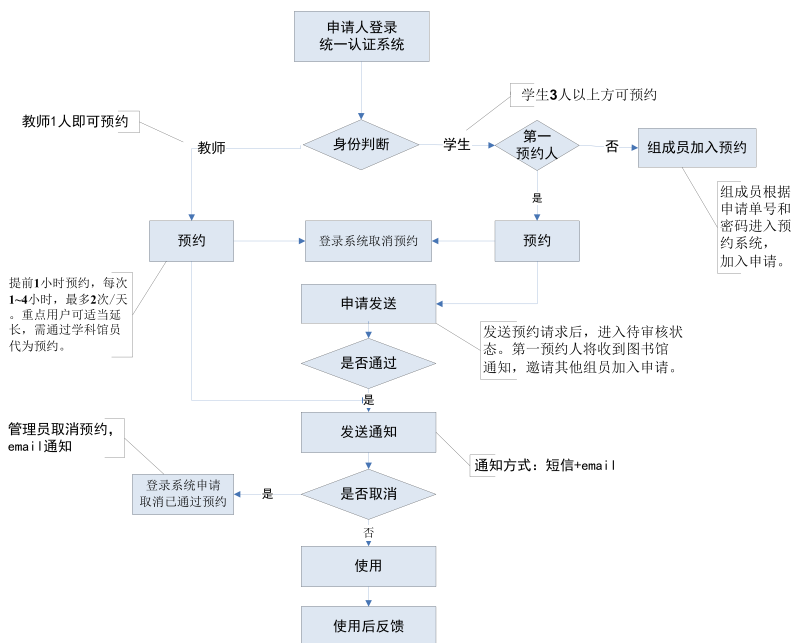 申请人登录
统一认证系统
学生3人以上方可预约
教师1人即可预约
教师
身份判断
学生
第一
预约人
否
组成员加入预约
是
组成员根据
申请单号和
密码进入预
约系统，
加入申请。
预约
登录系统取消预约
预约
提前1小时预约，每次
1~4小时，最多2次/天
。重点用户可适当延
长，需通过学科馆员
代为预约。
申请发送
发送预约请求后，进入待审核状
态。第一预约人将收到图书馆
通知，邀请其他组员加入申请。
是否通过
是
管理员取消预约，
email通知
发送通知
通知方式：短信+email
登录系统申请
取消已通过预约
是
是否取消
否
使用
使用后反馈